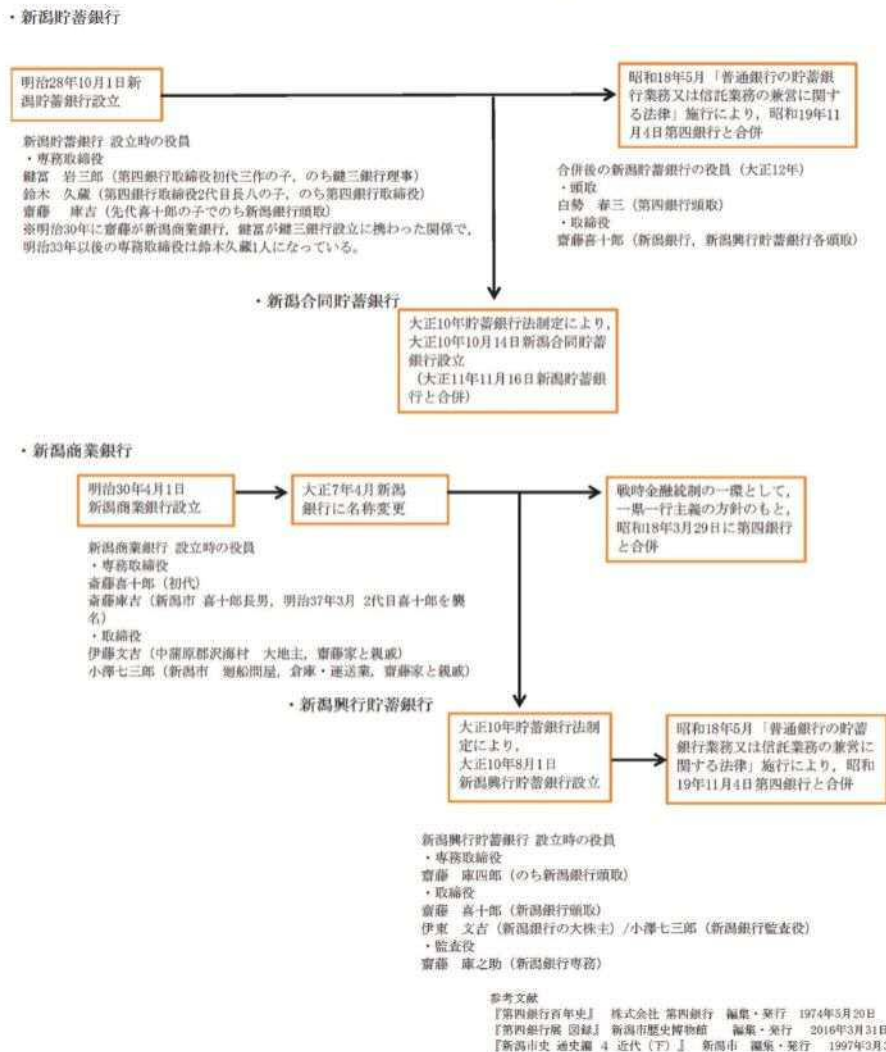 ・新潟貯蓄銀行
明治28年10月1日新
潟貯蓄銀行設立
昭和18年5月「普通銀行の貯蓄銀
行業務又は信託業務の兼営に関す
る法律」施行により，昭和19年11
月4日第四銀行と合併
新潟貯蓄銀行 設立時の役員
・専務取締役
鍵冨　岩三郎（第四銀行取締役初代三作の子，のち鍵三銀行理事）
鈴木　久蔵（第四銀行取締役2代目長八の子，のち第四銀行取締役）
齋藤　庫吉（先代喜十郎の子でのち新潟銀行頭取）
※明治30年に齋藤が新潟商業銀行，鍵冨が鍵三銀行設立に携わった関係で，
明治33年以後の専務取締役は鈴木久蔵1人になっている。
合併後の新潟貯蓄銀行の役員（大正12年）
・頭取
白勢　春三（第四銀行頭取）
・取締役
齋藤喜十郎（新潟銀行，新潟興行貯蓄銀行各頭取）
・新潟合同貯蓄銀行
大正10年貯蓄銀行法制定により，
大正10年10月14日新潟合同貯蓄
銀行設立
（大正11年11月16日新潟貯蓄銀
行と合併）
・新潟商業銀行
明治30年4月1日
新潟商業銀行設立
大正7年4月新潟
銀行に名称変更
戦時金融統制の一環として，
一県一行主義の方針のもと，
昭和18年3月29日に第四銀行
と合併
新潟商業銀行 設立時の役員
・専務取締役
斎藤喜十郎（初代）
斎藤庫吉（新潟市 喜十郎長男，明治37年3月 2代目喜十郎を襲
名）
・取締役
伊藤文吉（中蒲原郡沢海村　大地主，齋藤家と親戚）
小澤七三郎（新潟市　廻船問屋，倉庫・運送業，齋藤家と親戚）
・新潟興行貯蓄銀行
大正10年貯蓄銀行法制
定により，
大正10年8月1日
新潟興行貯蓄銀行設立
昭和18年5月「普通銀行の貯蓄
銀行業務又は信託業務の兼営に
関する法律」施行により，昭和
19年11月4日第四銀行と合併
新潟興行貯蓄銀行 設立時の役員
・専務取締役
齋藤　庫四郎（のち新潟銀行頭取）
・取締役
齋藤　喜十郎（新潟銀行頭取）
伊東　文吉（新潟銀行の大株主）/小澤七三郎（新潟銀行監査役）
・監査役
齋藤　庫之助（新潟銀行専務）
参考文献
『第四銀行百年史』　株式会社 第四銀行　編集・発行　1974年5月20日
『第四銀行展 図録』 新潟市歴史博物館　編集・発行　2016年3月31日
『新潟市史 通史編 4 近代（下）』　新潟市　編集・発行　1997年3月